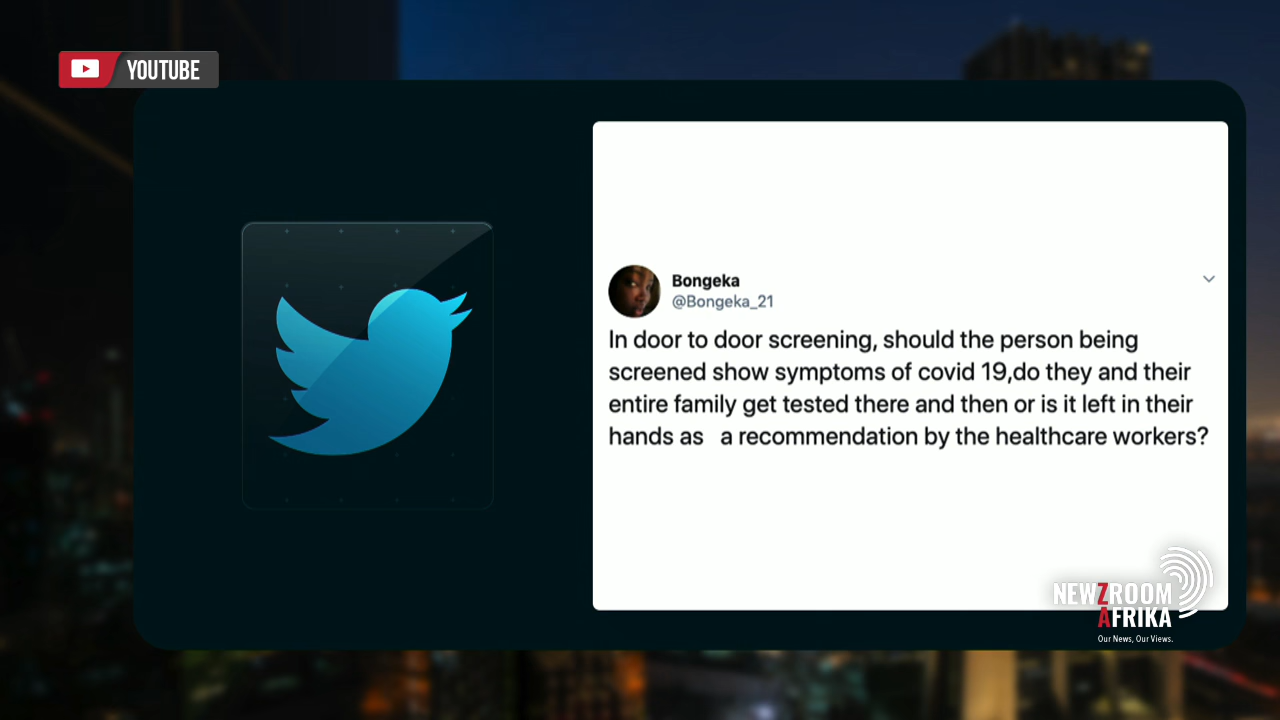 YOUTUBE
Bongeka
@Bongeka_21
In door to door screening, should the person being
screened show symptoms of covid 19,do they and their
entire family get tested there and then or is it left in their
hands as   a recommendation by the healthcare workers?
NEWZROOM
AFRIKA
Our News, Our Views.